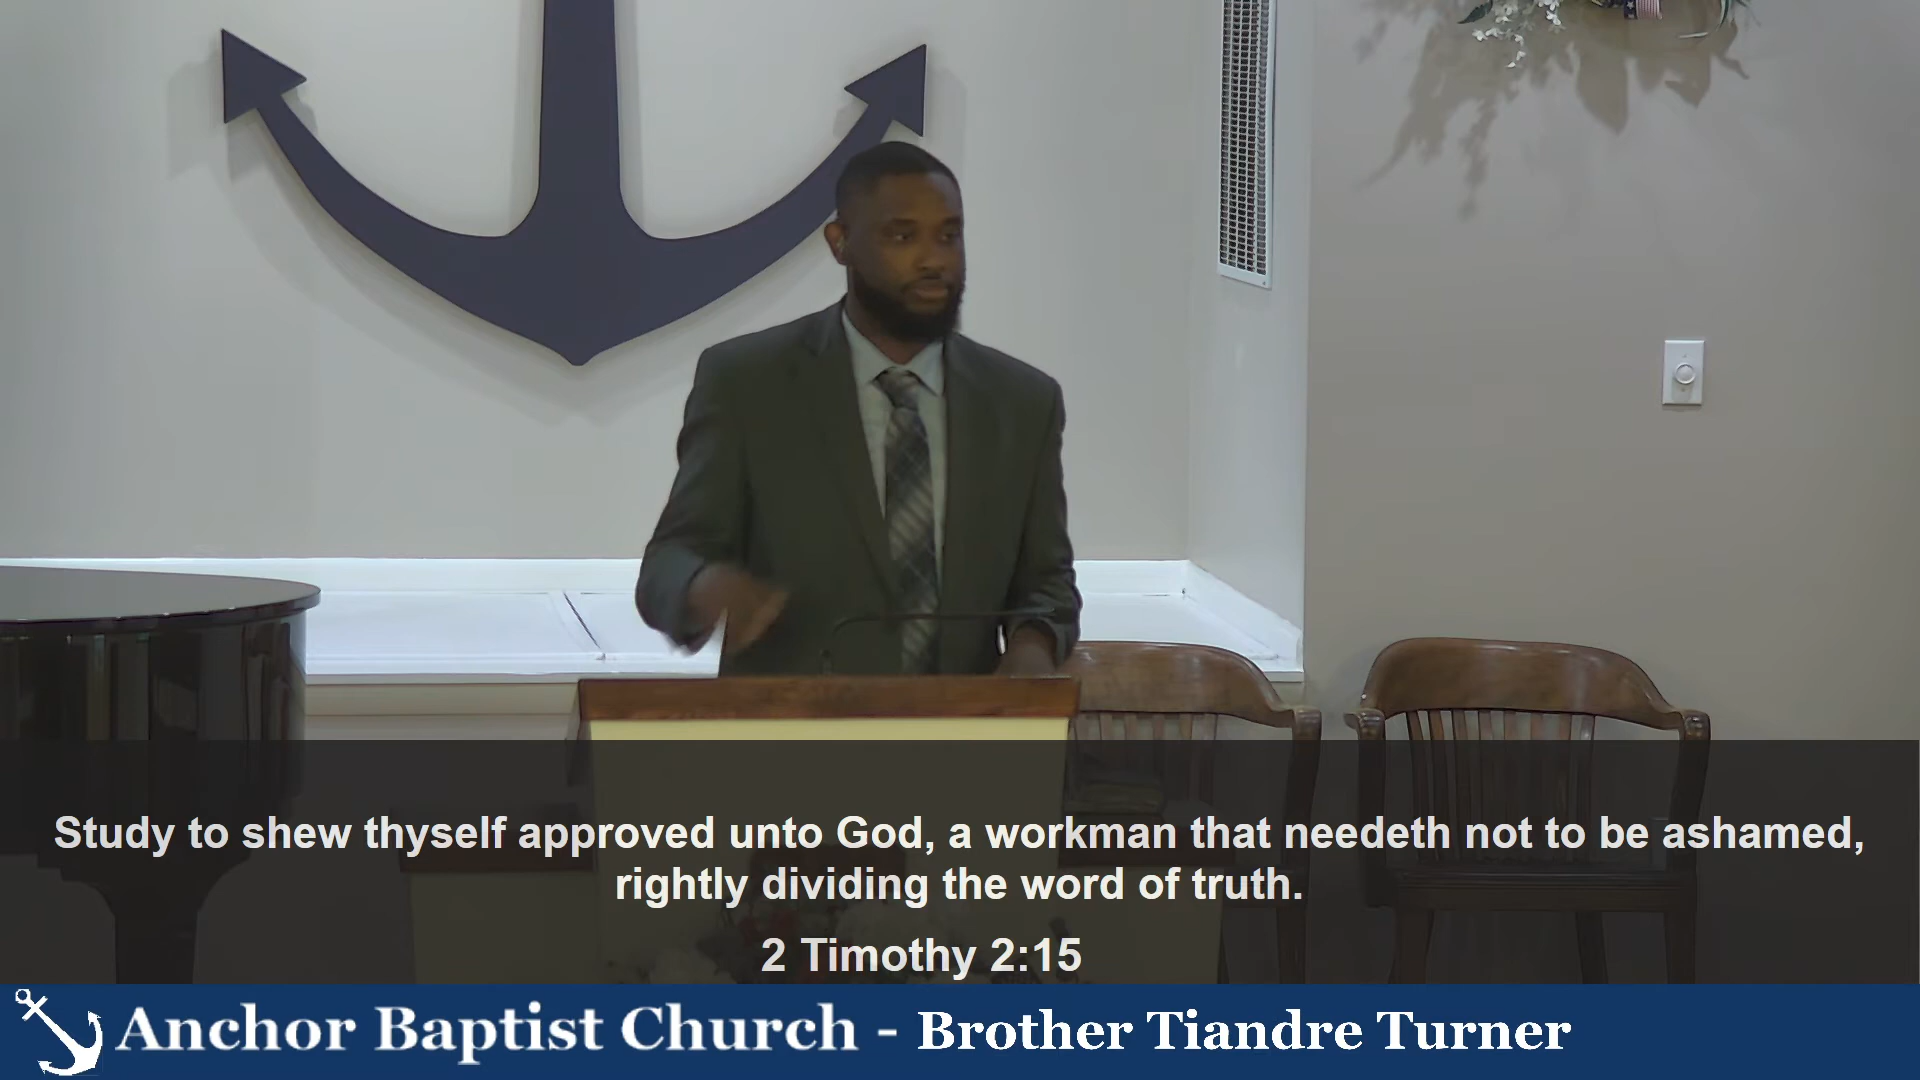 Study to shew thyself approved unto God, a workman that needeth not to be ashamed,
rightly dividing the word of truth.
2 Timothy 2:15
Anchor Baptist Church - Brother Tiandre Turner